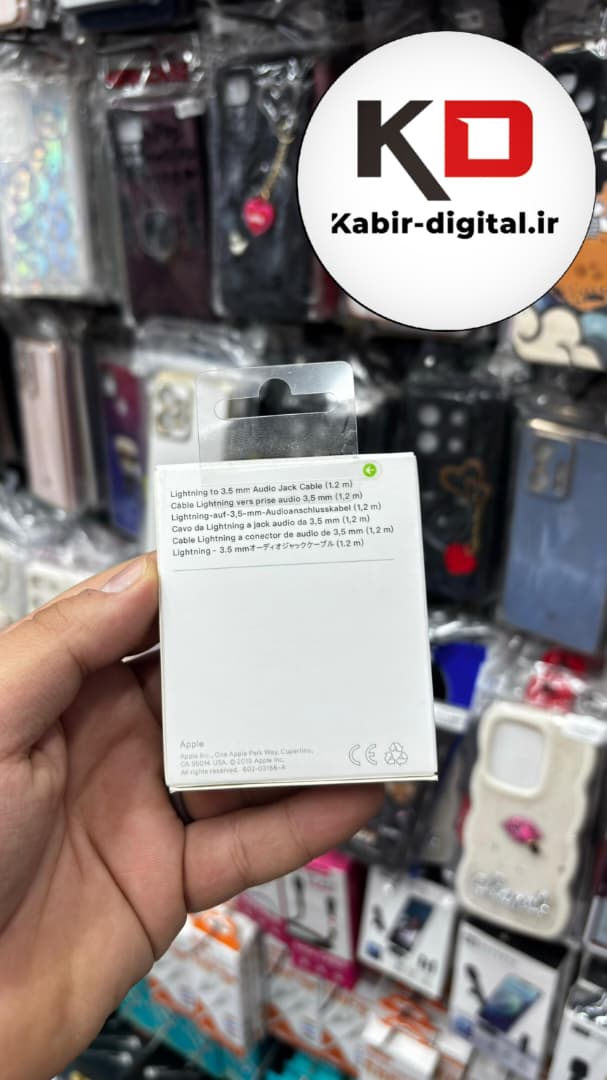 KD
Kabir-digital.ir
Lightning to 3.5 mm Audio Jack Cable (1.2 m)
Câble Lightning vers prise audio 3,5 mm (1,2 m)
Lightning-auf-3,5-mm-Audioanschlusskabel (1,2 m)
Cavo da Lightning a jack audio da 3,5 mm (1,2 m)
Cable Lightning a conector de audio de 3,5 mm (1,2 m)
Lightning - 3.5 mmオーディオジャックケーブル (1.2 m)
Apple
Apple Inc., One Apple Park Way, Cupertino,
CA 95014 USA. © 2019 Apple Inc.
All rights reserved. 602-03166-A
CE